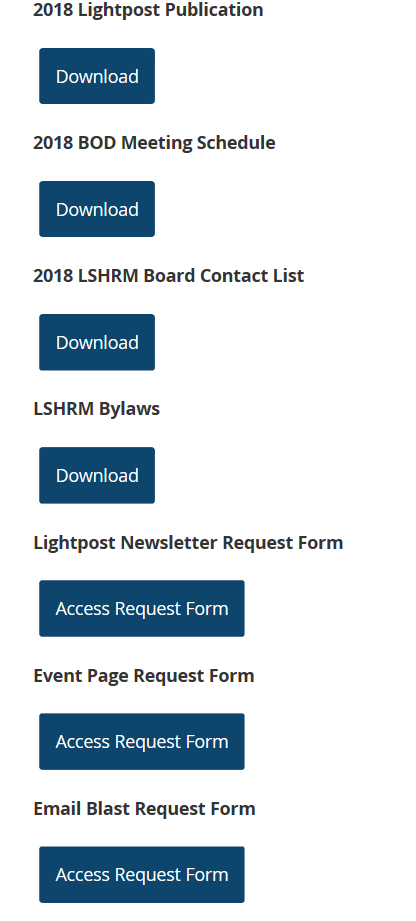 2018 Lightpost Publication
Download
2018 BOD Meeting Schedule
Download
2018 LSHRM Board Contact List
Download
LSHRM Bylaws
Download
Lightpost Newsletter Request Form
Access Request Form
Event Page Request Form
Access Request Form
Email Blast Request Form
Access Request Form